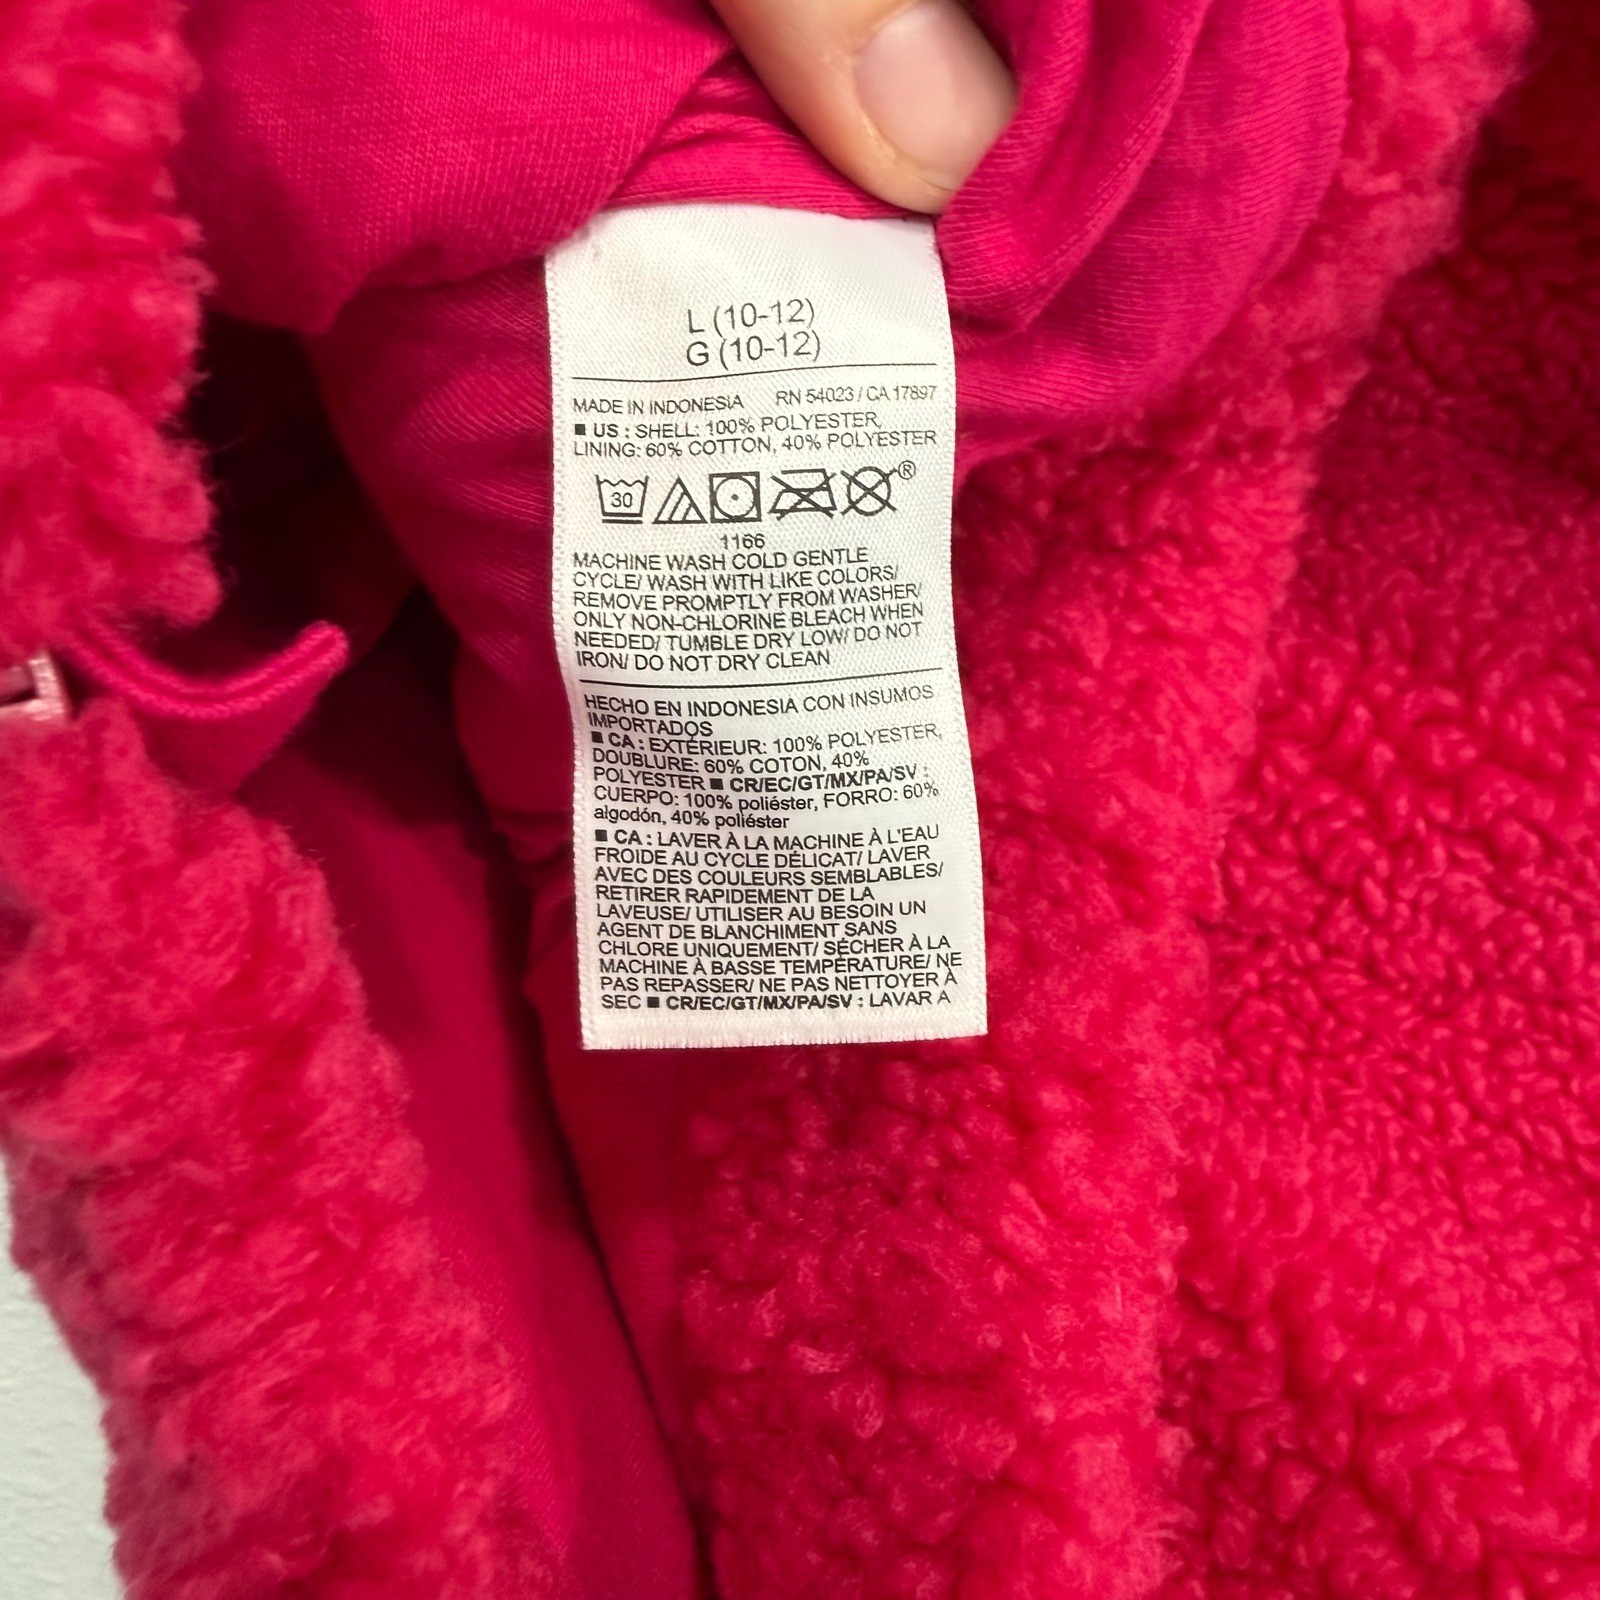 L (10-12)
G (10-12)
MADE IN INDONESIA RN 54023 / CA 17897
■ US : SHELL: 100% POLYESTER,
LINING: 60% COTTON, 40% POLYESTER
30 ®
1166
MACHINE WASH COLD GENTLE
CYCLE/ WASH WITH LIKE COLORS/
REMOVE PROMPTLY FROM WASHER/
ONLY NON-CHLORINE BLEACH WHEN
NEEDED/ TUMBLE DRY LOW/ DO NOT
IRON/ DO NOT DRY CLEAN
HECHO EN INDONESIA CON INSUMOS
IMPORTADOS
■ CA : EXTÉRIEUR: 100% POLYESTER,
DOUBLURE: 60% COTON, 40%
POLYESTER ■ CR/EC/GT/MX/PA/SV :
CUERPO: 100% poliéster, FORRO: 60%
algodón, 40% poliéster
■ CA : LAVER À LA MACHINE À L'EAU
FROIDE AU CYCLE DÉLICAT/ LAVER
AVEC DES COULEURS SEMBLABLES/
RETIRER RAPIDEMENT DE LA
LAVEUSE/ UTILISER AU BESOIN UN
AGENT DE BLANCHIMENT SANS
CHLORE UNIQUEMENT/ SÉCHER À LA
MACHINE À BASSE TEMPÉRATURE/ NE
PAS REPASSER/ NE PAS NETTOYER À
SEC ■ CR/EC/GT/MX/PA/SV : LAVAR A